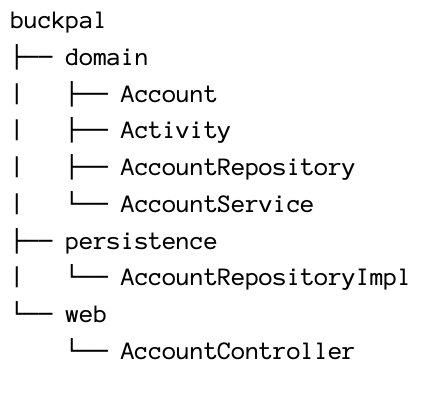 buckpal
├── domain
|   ├── Account
|   ├── Activity
|   ├── AccountRepository
|   └── AccountService
├── persistence
|   └── AccountRepositoryImpl
└── web
    └── AccountController